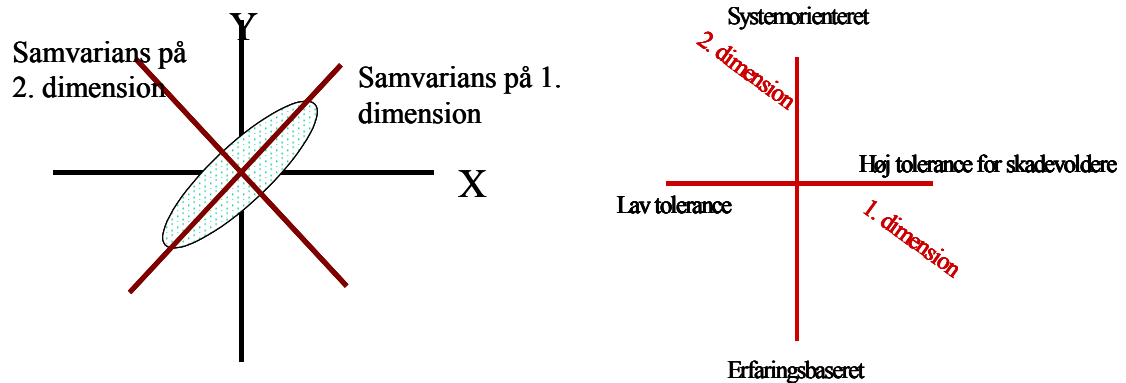 Y
Samvarians på
2. dimension
Samvarians på 1.
dimension
X
Systemorienteret
2. dimension
Høj tolerance for skadevoldere
Lav tolerance
1. dimension
Erfaringsbaseret